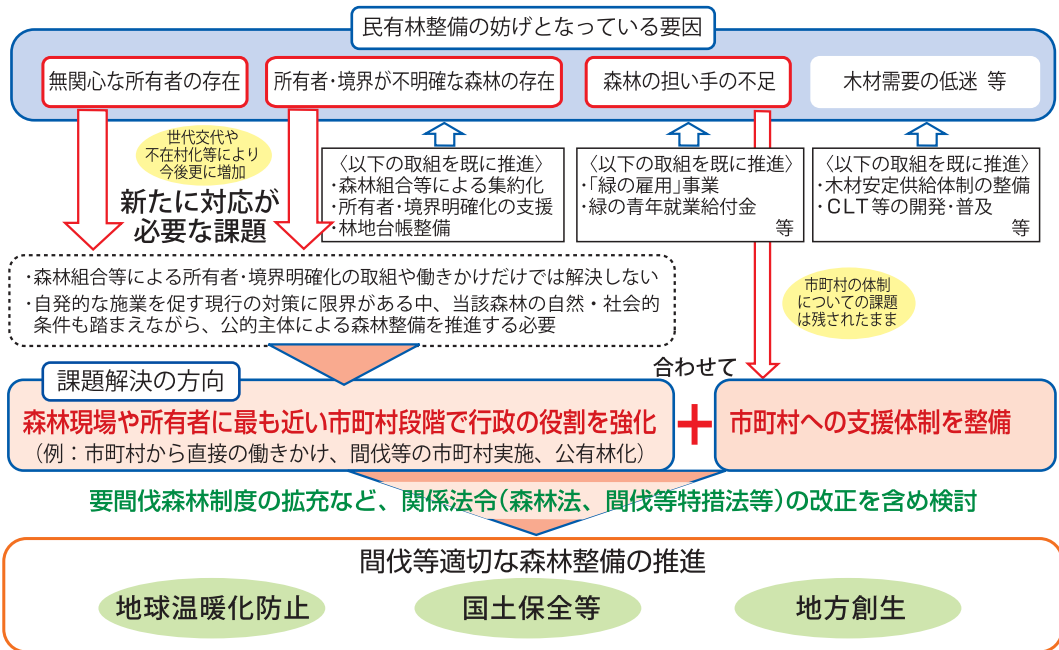 民有林整備の妨げとなっている要因
無関心な所有者の存在
所有者・境界が不明確な森林の存在
森林の担い手の不足
木材需要の低迷 等
世代交代や
不在村化等により
今後更に増加
新たに対応が
必要な課題
〈以下の取組を既に推進〉
・森林組合等による集約化
・所有者・境界明確化の支援
・林地台帳整備
〈以下の取組を既に推進〉
・「緑の雇用」事業
・緑の青年就業給付金
等
〈以下の取組を既に推進〉
・木材安定供給体制の整備
・CLT等の開発・普及
等
・森林組合等による所有者・境界明確化の取組や働きかけだけでは解決しない
・自発的な施業を促す現行の対策に限界がある中、当該森林の自然・社会的
条件も踏まえながら、公的主体による森林整備を推進する必要
市町村の体制
についての課題
は残されたまま
合わせて
課題解決の方向
森林現場や所有者に最も近い市町村段階で行政の役割を強化
（例：市町村から直接の働きかけ、間伐等の市町村実施、公有林化）
+
市町村への支援体制を整備
要間伐森林制度の拡充など、関係法令（森林法、間伐等特措法等）の改正を含め検討
間伐等適切な森林整備の推進
地球温暖化防止
国土保全等
地方創生